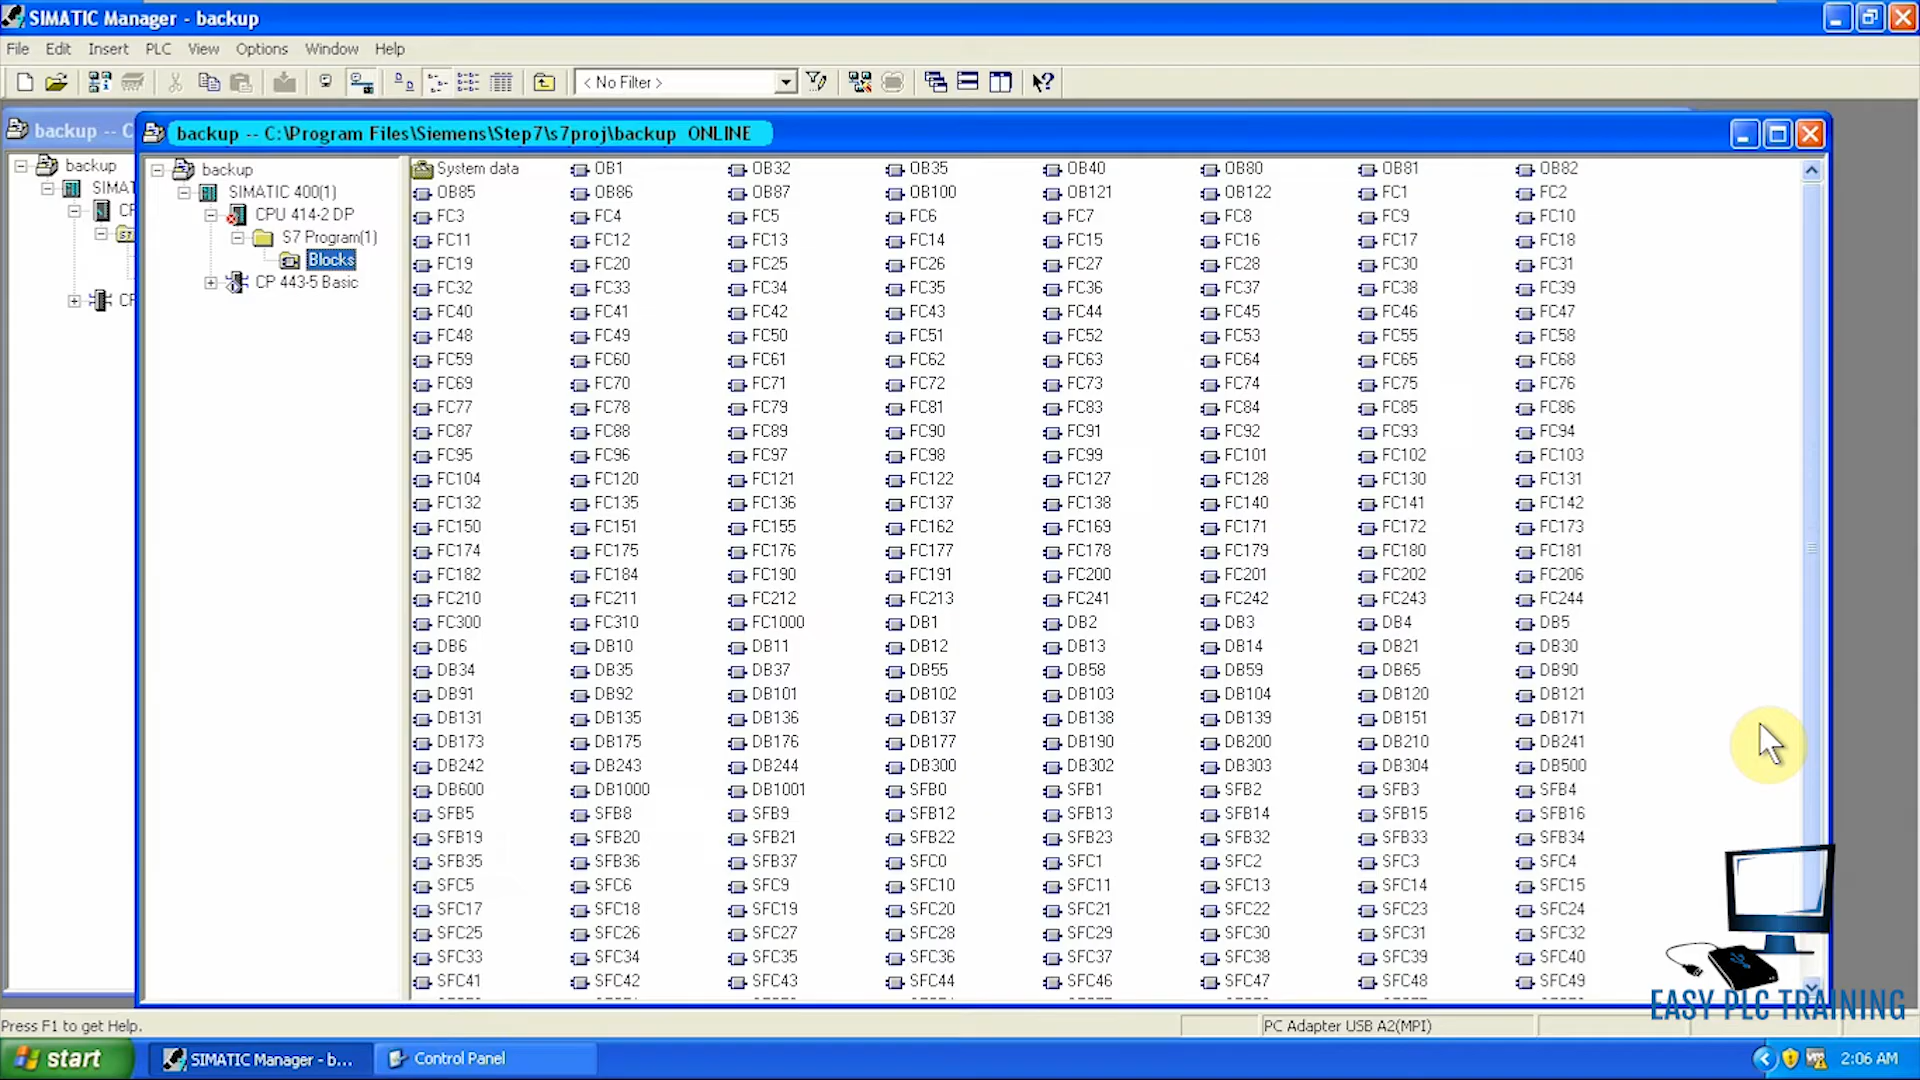 SIMATIC Manager - backup
File Edit Insert PLC View Options Window Help
< No Filter >
backup -- C
backup -- C:\Program Files\Siemens\Step7\s7proj\backup ONLINE
backup
SIMAT
CP
S7
CP
backup
SIMATIC 400(1)
CPU 414-2 DP
S7 Program(1)
Blocks
CP 443-5 Basic
System data OB1 OB32 OB35 OB40 OB80 OB81 OB82
OB85 OB86 OB87 OB100 OB121 OB122 FC1 FC2
FC3 FC4 FC5 FC6 FC7 FC8 FC9 FC10
FC11 FC12 FC13 FC14 FC15 FC16 FC17 FC18
FC19 FC20 FC25 FC26 FC27 FC28 FC30 FC31
FC32 FC33 FC34 FC35 FC36 FC37 FC38 FC39
FC40 FC41 FC42 FC43 FC44 FC45 FC46 FC47
FC48 FC49 FC50 FC51 FC52 FC53 FC55 FC58
FC59 FC60 FC61 FC62 FC63 FC64 FC65 FC68
FC69 FC70 FC71 FC72 FC73 FC74 FC75 FC76
FC77 FC78 FC79 FC81 FC83 FC84 FC85 FC86
FC87 FC88 FC89 FC90 FC91 FC92 FC93 FC94
FC95 FC96 FC97 FC98 FC99 FC101 FC102 FC103
FC104 FC120 FC121 FC122 FC127 FC128 FC130 FC131
FC132 FC135 FC136 FC137 FC138 FC140 FC141 FC142
FC150 FC151 FC155 FC162 FC169 FC171 FC172 FC173
FC174 FC175 FC176 FC177 FC178 FC179 FC180 FC181
FC182 FC184 FC190 FC191 FC200 FC201 FC202 FC206
FC210 FC211 FC212 FC213 FC241 FC242 FC243 FC244
FC300 FC310 FC1000 DB1 DB2 DB3 DB4 DB5
DB6 DB10 DB11 DB12 DB13 DB14 DB21 DB30
DB34 DB35 DB37 DB55 DB58 DB59 DB65 DB90
DB91 DB92 DB101 DB102 DB103 DB104 DB120 DB121
DB131 DB135 DB136 DB137 DB138 DB139 DB151 DB171
DB173 DB175 DB176 DB177 DB190 DB200 DB210 DB241
DB242 DB243 DB244 DB300 DB302 DB303 DB304 DB500
DB600 DB1000 DB1001 SFB0 SFB1 SFB2 SFB3 SFB4
SFB5 SFB8 SFB9 SFB12 SFB13 SFB14 SFB15 SFB16
SFB19 SFB20 SFB21 SFB22 SFB23 SFB32 SFB33 SFB34
SFB35 SFB36 SFB37 SFC0 SFC1 SFC2 SFC3 SFC4
SFC5 SFC6 SFC9 SFC10 SFC11 SFC13 SFC14 SFC15
SFC17 SFC18 SFC19 SFC20 SFC21 SFC22 SFC23 SFC24
SFC25 SFC26 SFC27 SFC28 SFC29 SFC30 SFC31 SFC32
SFC33 SFC34 SFC35 SFC36 SFC37 SFC38 SFC39 SFC40
SFC41 SFC42 SFC43 SFC44 SFC46 SFC47 SFC48 SFC49
EASY PLC TRAINING
Press F1 to get Help.
PC Adapter USB A2(MPI)
start
SIMATIC Manager - b...
Control Panel
2:06 AM